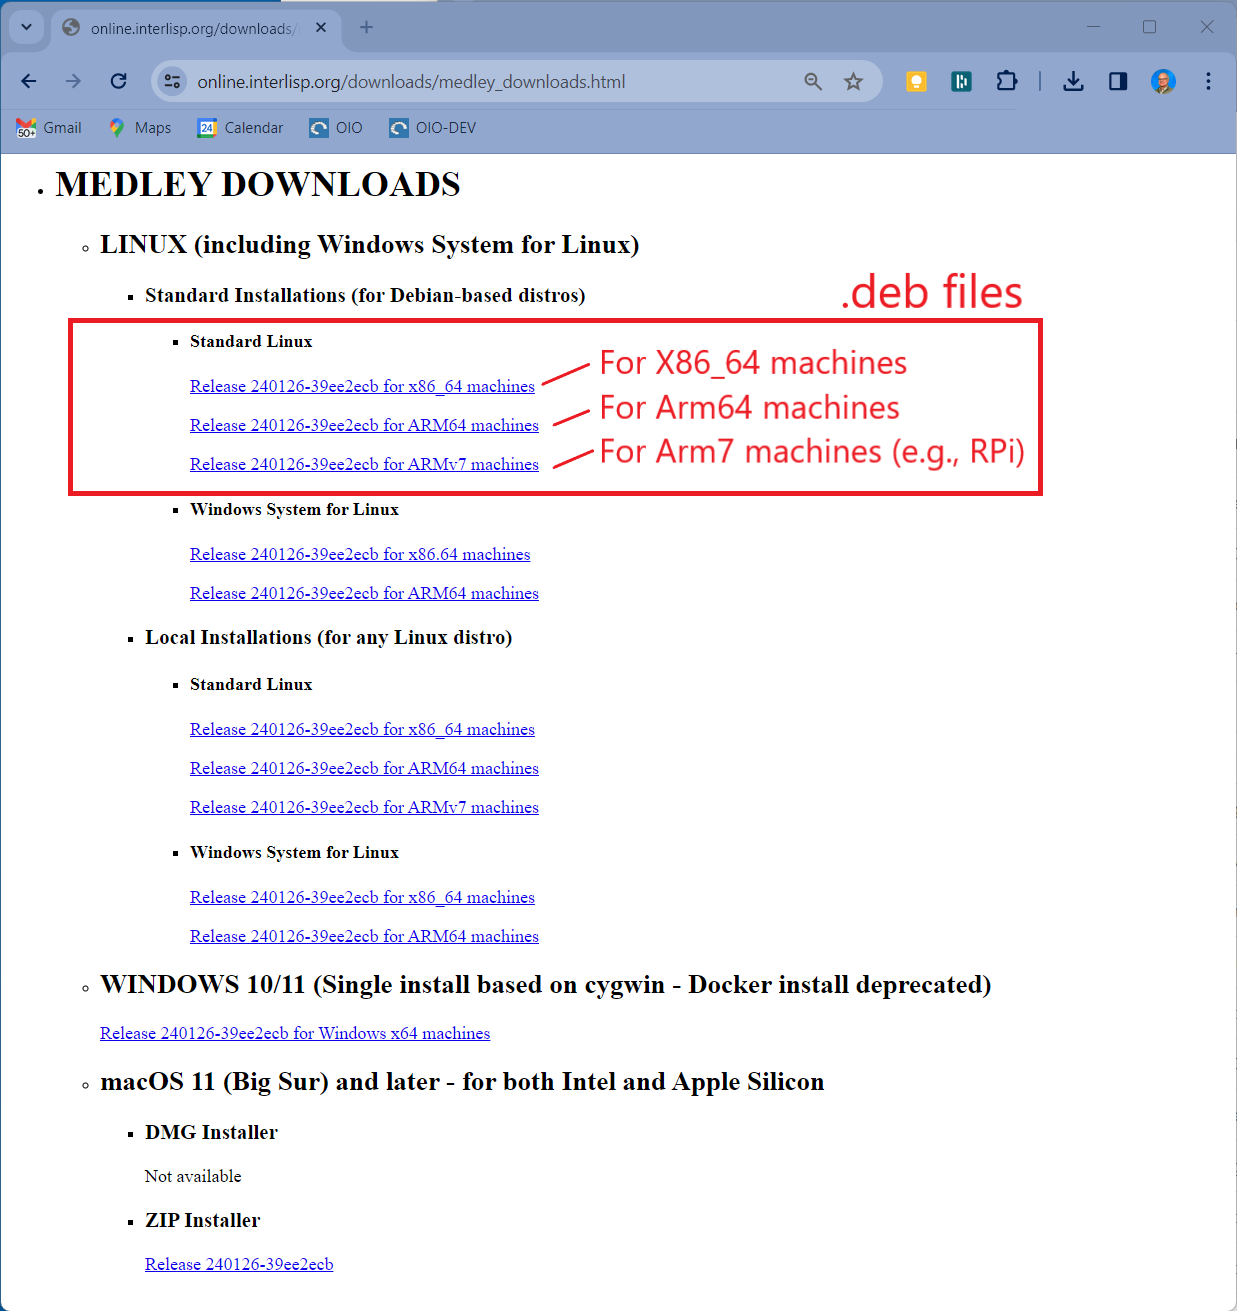 online.interlisp.org/downloads/
online.interlisp.org/downloads/medley_downloads.html
50+ Gmail Maps 24 Calendar OIO OIO-DEV
MEDLEY DOWNLOADS
LINUX (including Windows System for Linux)
Standard Installations (for Debian-based distros)
.deb files
Standard Linux
Release 240126-39ee2ecb for x86_64 machines
For X86_64 machines
Release 240126-39ee2ecb for ARM64 machines
For Arm64 machines
Release 240126-39ee2ecb for ARMv7 machines
For Arm7 machines (e.g., RPi)
Windows System for Linux
Release 240126-39ee2ecb for x86.64 machines
Release 240126-39ee2ecb for ARM64 machines
Local Installations (for any Linux distro)
Standard Linux
Release 240126-39ee2ecb for x86_64 machines
Release 240126-39ee2ecb for ARM64 machines
Release 240126-39ee2ecb for ARMv7 machines
Windows System for Linux
Release 240126-39ee2ecb for x86_64 machines
Release 240126-39ee2ecb for ARM64 machines
WINDOWS 10/11 (Single install based on cygwin - Docker install deprecated)
Release 240126-39ee2ecb for Windows x64 machines
macOS 11 (Big Sur) and later - for both Intel and Apple Silicon
DMG Installer
Not available
ZIP Installer
Release 240126-39ee2ecb